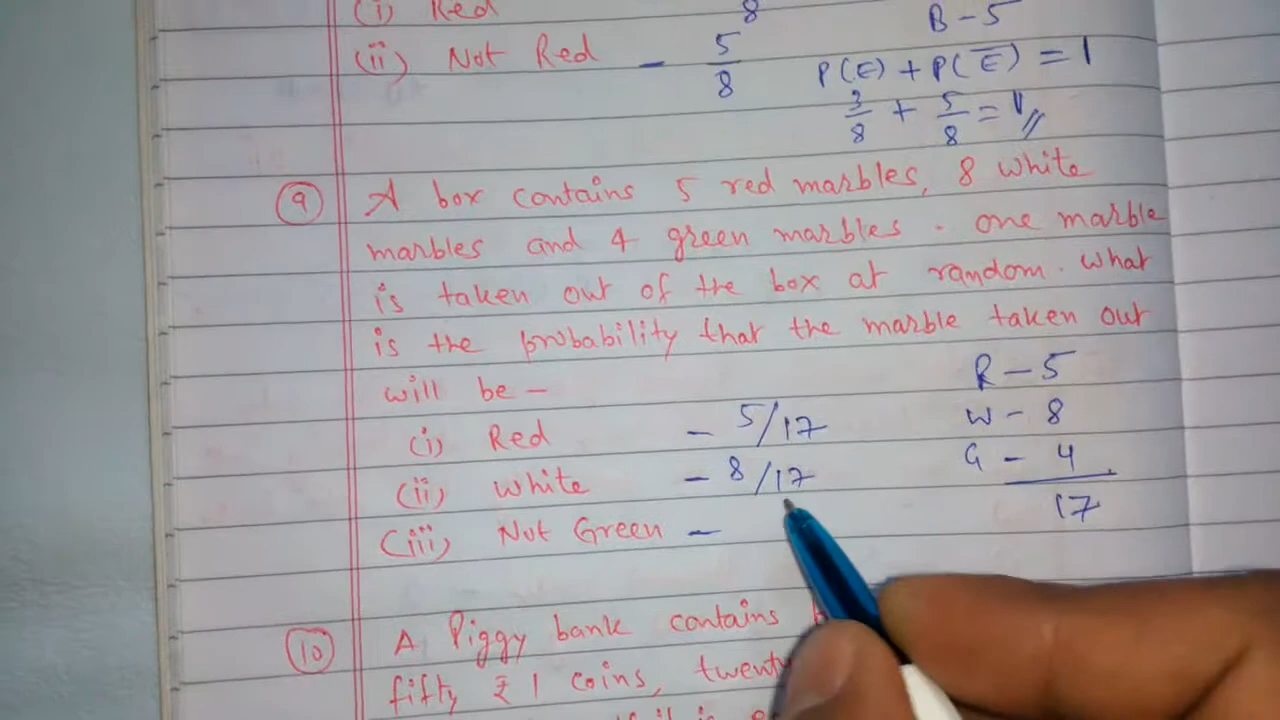 (i) Red 8
B - 5
(ii) Not Red - 5/8
P(E) + P(E̅) = 1
3/8 + 5/8 = 1//
(9) A box contains 5 red marbles, 8 white
marbles and 4 green marbles. one marble
is taken out of the box at random. what
is the probability that the marble taken out
will be -
R - 5
(i) Red - 5/17
W - 8
(ii) White - 8/17
G - 4
17
(iii) Not Green -
(10) A Piggy bank contains
fifty ₹1 coins, twenty